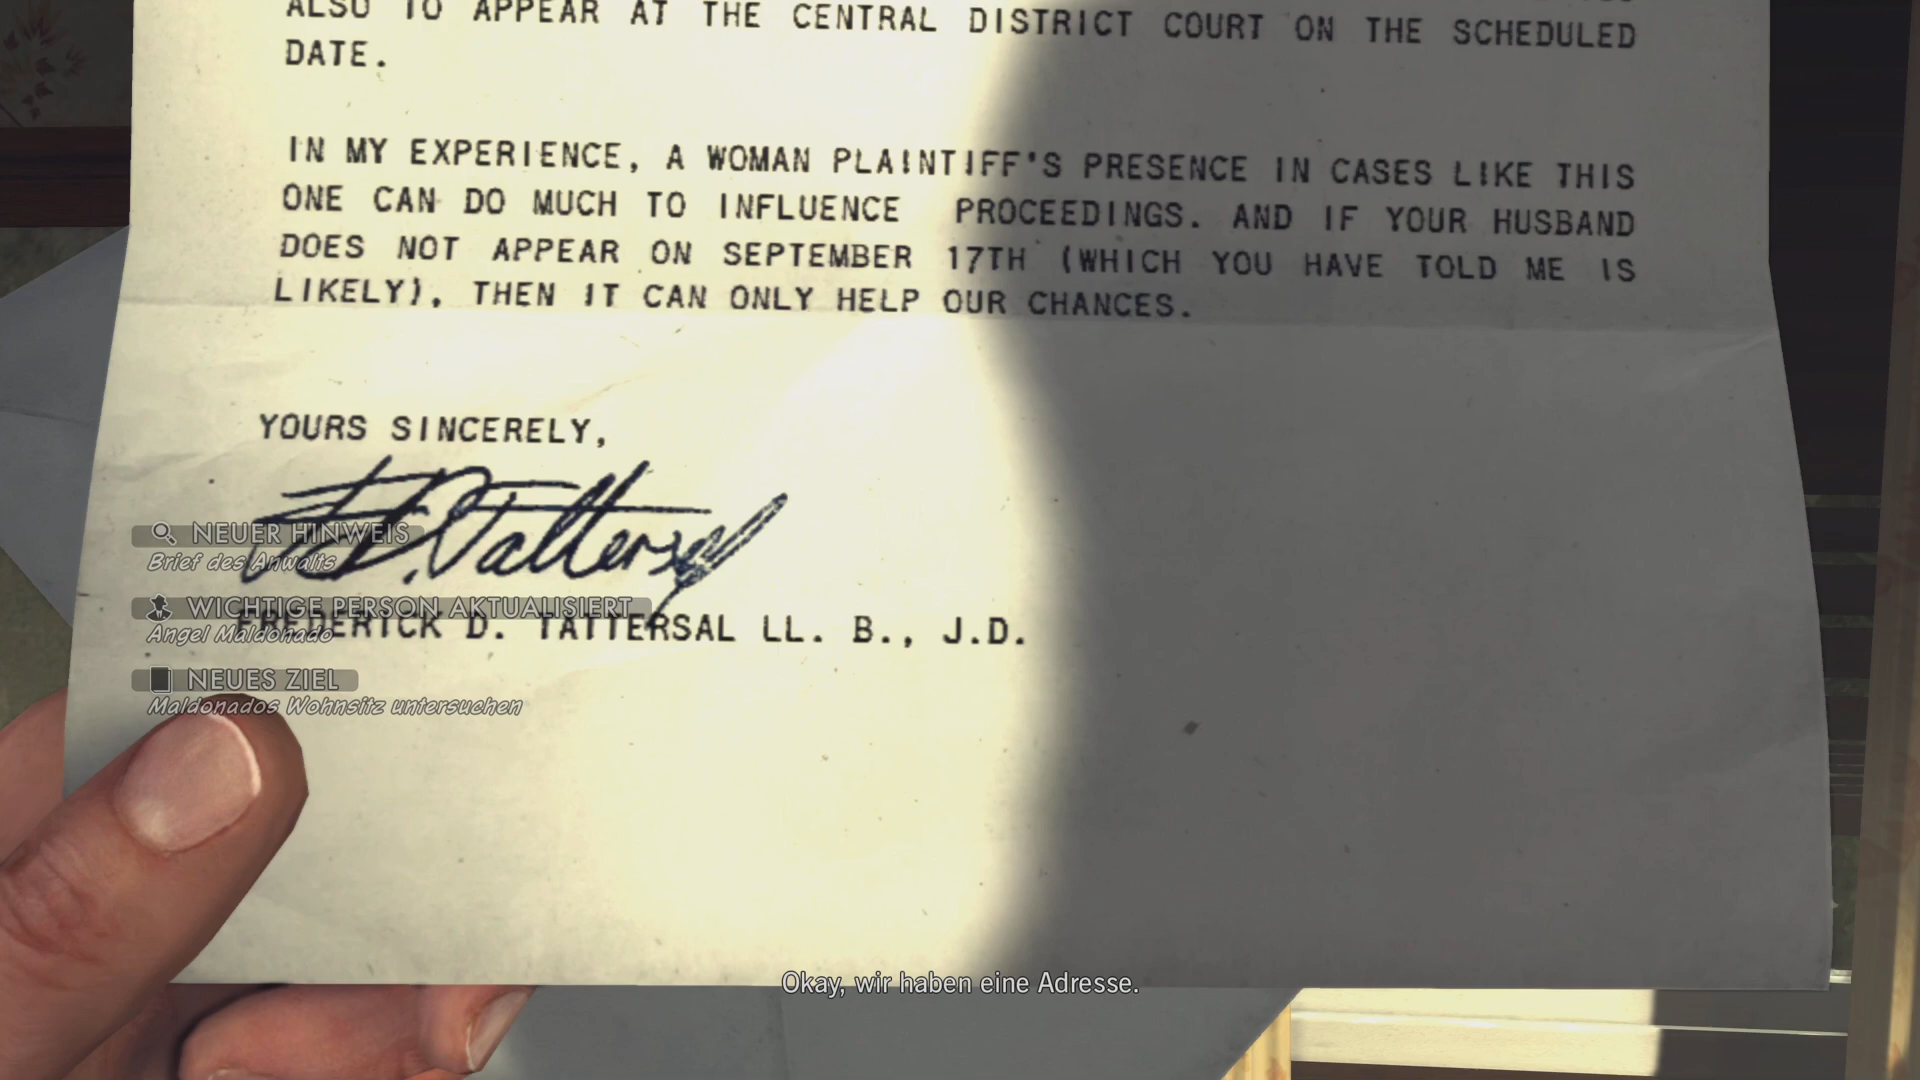 ALSO TO APPEAR AT THE CENTRAL DISTRICT COURT ON THE SCHEDULED
DATE.
IN MY EXPERIENCE, A WOMAN PLAINTIFF'S PRESENCE IN CASES LIKE THIS
ONE CAN DO MUCH TO INFLUENCE PROCEEDINGS. AND IF YOUR HUSBAND
DOES NOT APPEAR ON SEPTEMBER 17TH (WHICH YOU HAVE TOLD ME IS
LIKELY), THEN IT CAN ONLY HELP OUR CHANCES.
YOURS SINCERELY,
F.D. Tattersal
NEUER HINWEIS
Brief des Anwalts
WICHTIGE PERSON AKTUALISIERT
FREDERICK D. TATTERSAL LL. B., J.D.
Angel Maldonado
NEUES ZIEL
Maldonados Wohnsitz untersuchen
Okay, wir haben eine Adresse.